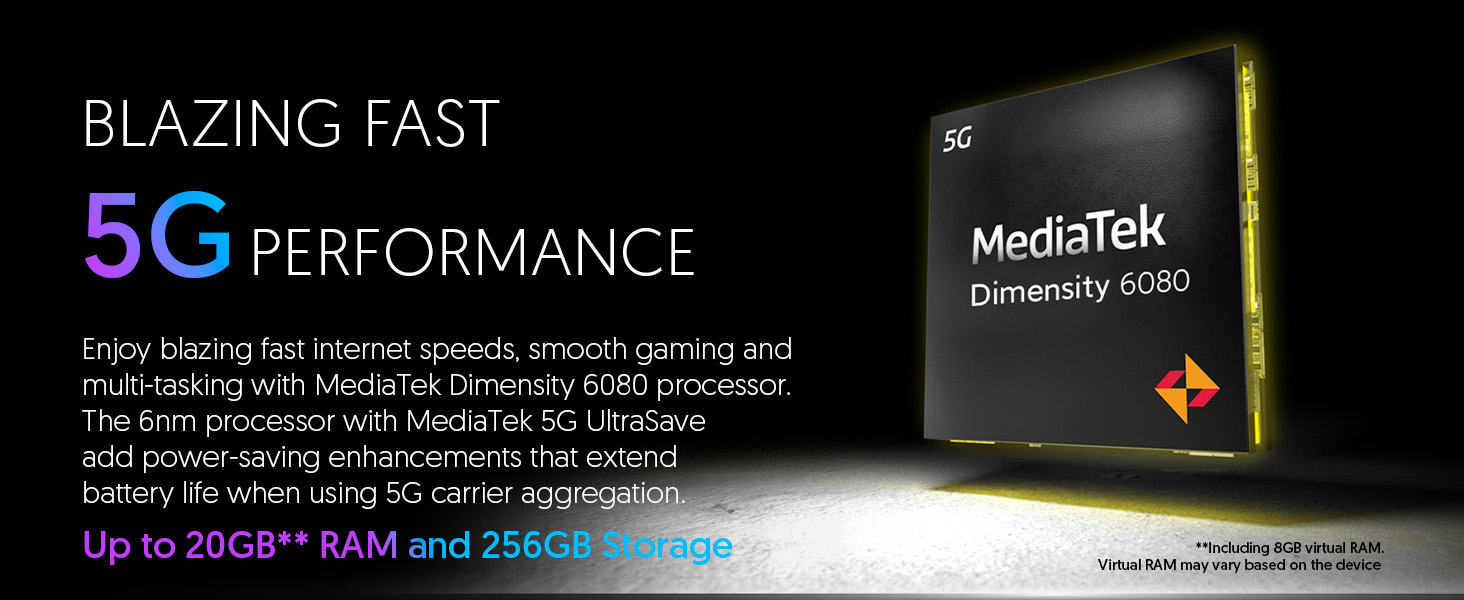 BLAZING FAST
5G PERFORMANCE
Enjoy blazing fast internet speeds, smooth gaming and
multi-tasking with MediaTek Dimensity 6080 processor.
The 6nm processor with MediaTek 5G UltraSave
add power-saving enhancements that extend
battery life when using 5G carrier aggregation.
Up to 20GB** RAM and 256GB Storage
5G
MediaTek
Dimensity 6080
**Including 8GB virtual RAM.
Virtual RAM may vary based on the device